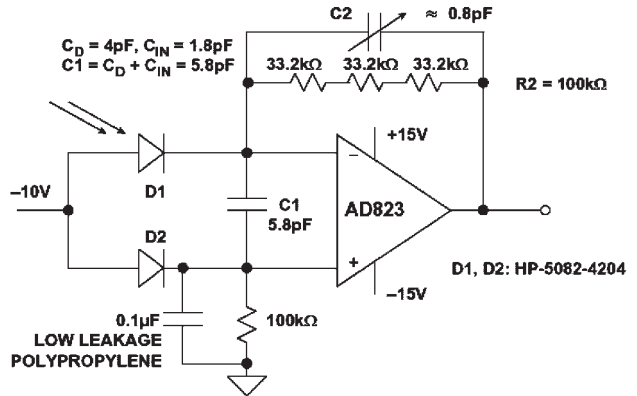 C2
≈ 0.8pF
C_D = 4pF, C_IN = 1.8pF
C1 = C_D + C_IN = 5.8pF
33.2kΩ 33.2kΩ 33.2kΩ
R2 = 100kΩ
+15V
–
–10V
D1
C1
5.8pF
AD823
D2
+
–15V
D1, D2: HP-5082-4204
0.1µF
100kΩ
LOW LEAKAGE
POLYPROPYLENE